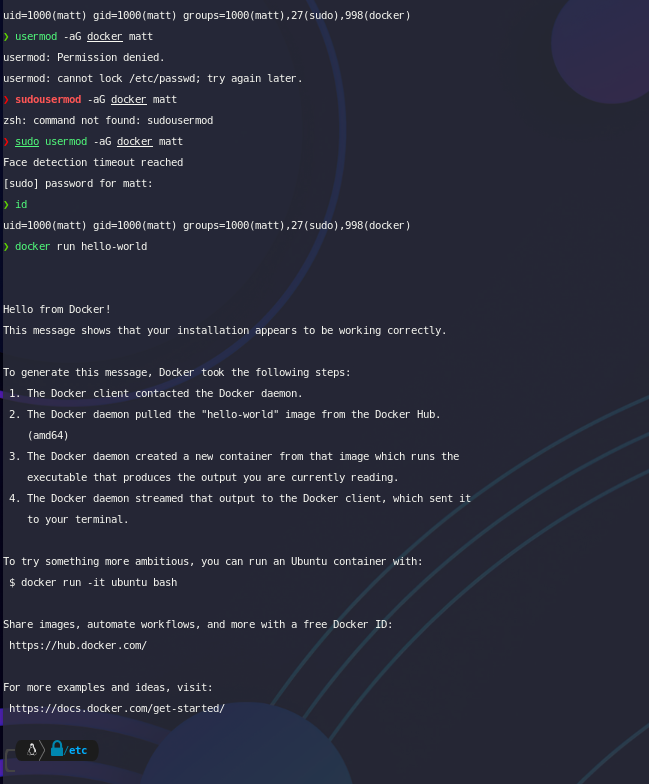 uid=1000(matt) gid=1000(matt) groups=1000(matt),27(sudo),998(docker)
❯ usermod -aG docker matt
usermod: Permission denied.
usermod: cannot lock /etc/passwd; try again later.
❯ sudousermod -aG docker matt
zsh: command not found: sudousermod
❯ sudo usermod -aG docker matt
Face detection timeout reached
[sudo] password for matt:
❯ id
uid=1000(matt) gid=1000(matt) groups=1000(matt),27(sudo),998(docker)
❯ docker run hello-world
Hello from Docker!
This message shows that your installation appears to be working correctly.
To generate this message, Docker took the following steps:
1. The Docker client contacted the Docker daemon.
2. The Docker daemon pulled the "hello-world" image from the Docker Hub.
(amd64)
3. The Docker daemon created a new container from that image which runs the
executable that produces the output you are currently reading.
4. The Docker daemon streamed that output to the Docker client, which sent it
to your terminal.
To try something more ambitious, you can run an Ubuntu container with:
$ docker run -it ubuntu bash
Share images, automate workflows, and more with a free Docker ID:
https://hub.docker.com/
For more examples and ideas, visit:
https://docs.docker.com/get-started/
/etc